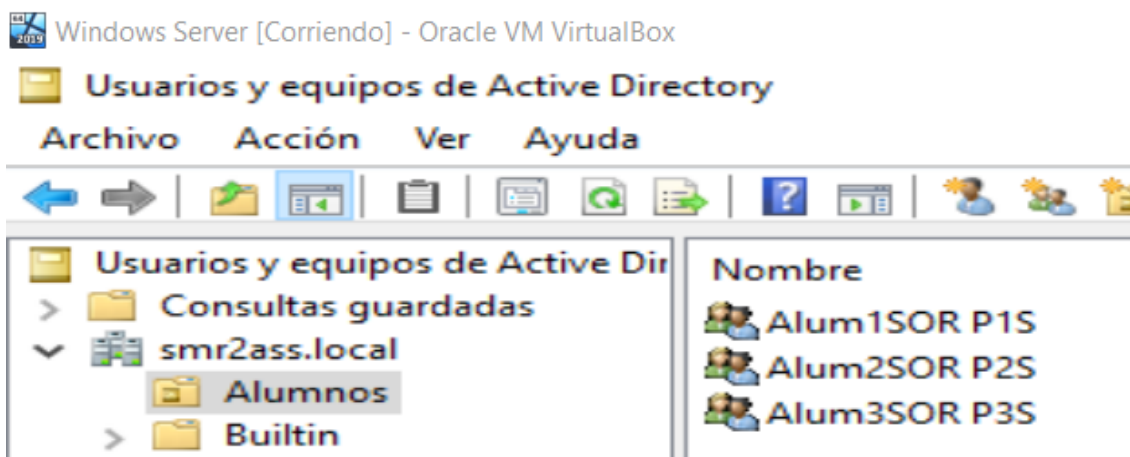 Windows Server [Corriendo] - Oracle VM VirtualBox
Usuarios y equipos de Active Directory
Archivo Acción Ver Ayuda
Usuarios y equipos de Active Dir
Consultas guardadas
smr2ass.local
Alumnos
Builtin
Nombre
Alum1SOR P1S
Alum2SOR P2S
Alum3SOR P3S